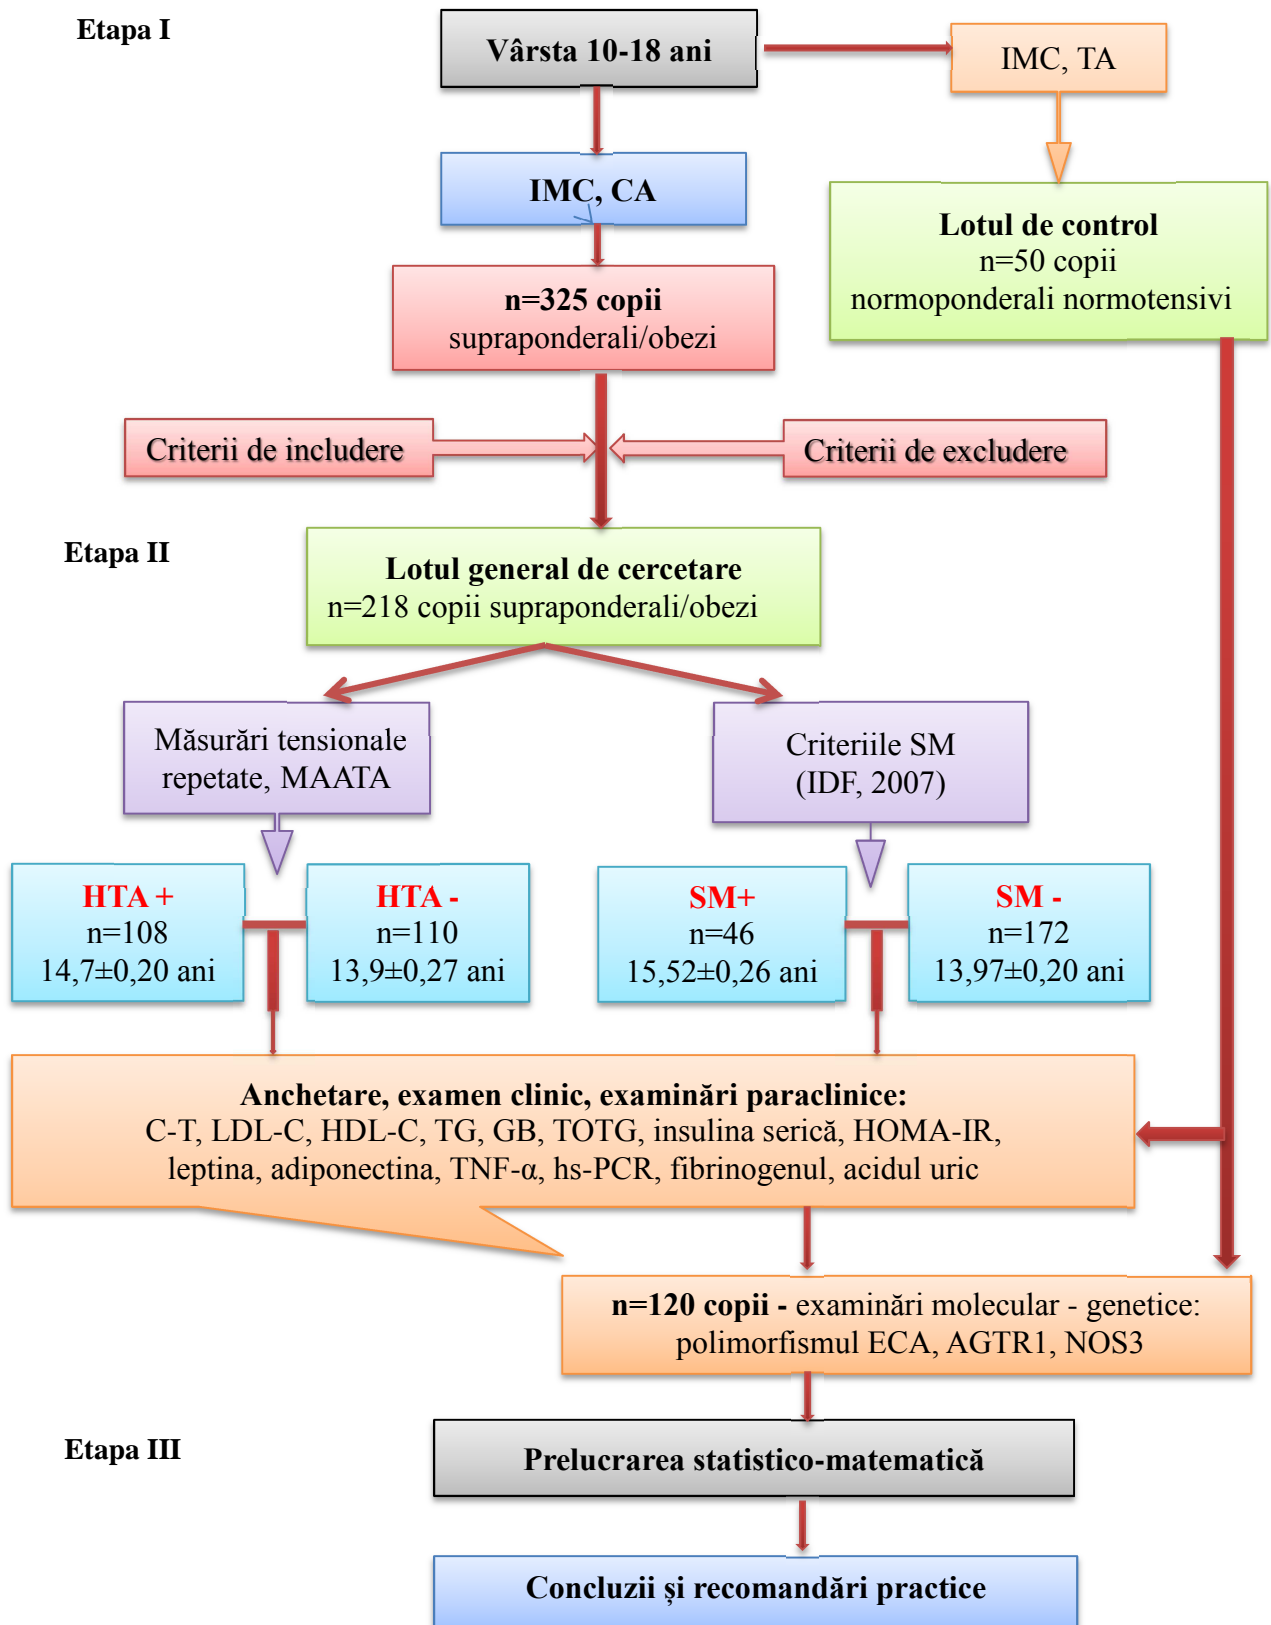 Etapa I
Vârsta 10-18 ani
IMC, TA
IMC, CA
Lotul de control
n=50 copii
normoponderali normotensivi
n=325 copii
supraponderali/obezi
Criterii de includere
Criterii de excludere
Etapa II
Lotul general de cercetare
n=218 copii supraponderali/obezi
Măsurări tensionale
repetate, MAATA
Criteriile SM
(IDF, 2007)
HTA +
n=108
14,7±0,20 ani
HTA -
n=110
13,9±0,27 ani
SM+
n=46
15,52±0,26 ani
SM -
n=172
13,97±0,20 ani
Anchetare, examen clinic, examinări paraclinice:
C-T, LDL-C, HDL-C, TG, GB, TOTG, insulina serică, HOMA-IR,
leptina, adiponectina, TNF-α, hs-PCR, fibrinogenul, acidul uric
n=120 copii - examinări molecular - genetice:
polimorfismul ECA, AGTR1, NOS3
Etapa III
Prelucrarea statistico-matematică
Concluzii și recomandări practice